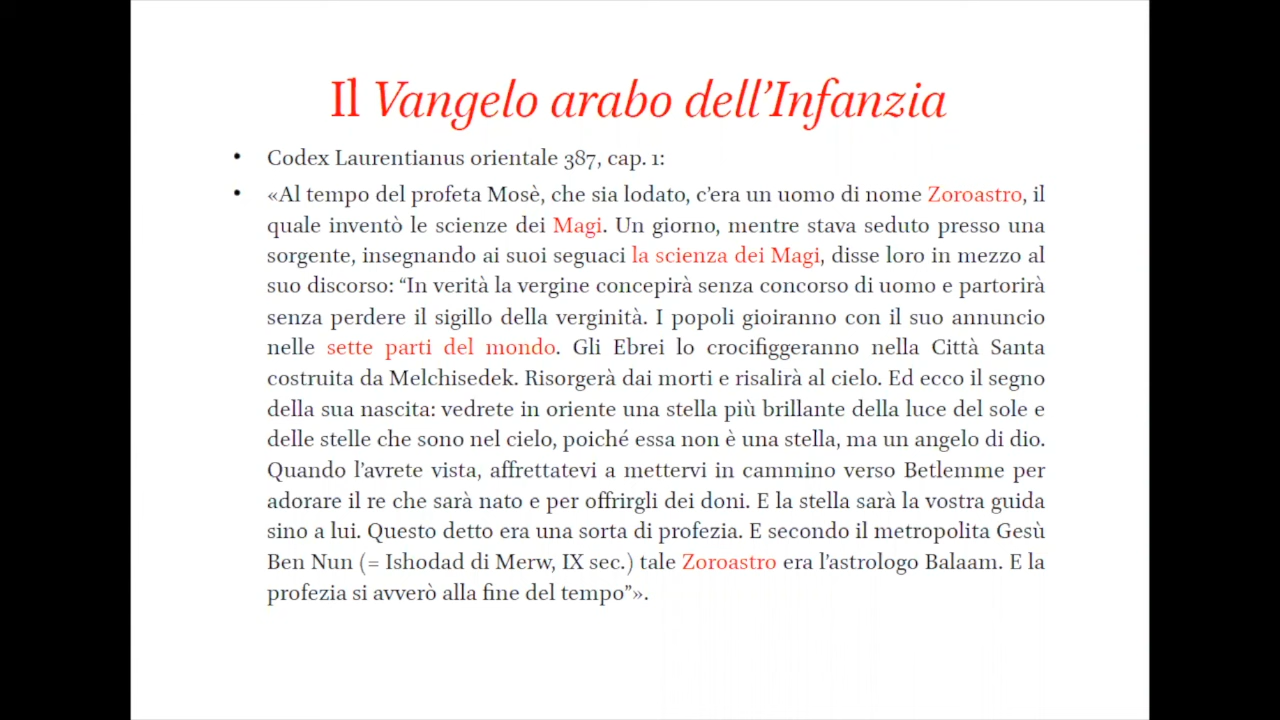 Il Vangelo arabo dell’Infanzia
• Codex Laurentianus orientale 387, cap. 1:
• «Al tempo del profeta Mosè, che sia lodato, c’era un uomo di nome Zoroastro, il
quale inventò le scienze dei Magi. Un giorno, mentre stava seduto presso una
sorgente, insegnando ai suoi seguaci la scienza dei Magi, disse loro in mezzo al
suo discorso: “In verità la vergine concepirà senza concorso di uomo e partorirà
senza perdere il sigillo della verginità. I popoli gioiranno con il suo annuncio
nelle sette parti del mondo. Gli Ebrei lo crocifiggeranno nella Città Santa
costruita da Melchisedek. Risorgerà dai morti e risalirà al cielo. Ed ecco il segno
della sua nascita: vedrete in oriente una stella più brillante della luce del sole e
delle stelle che sono nel cielo, poiché essa non è una stella, ma un angelo di dio.
Quando l’avrete vista, affrettatevi a mettervi in cammino verso Betlemme per
adorare il re che sarà nato e per offrirgli dei doni. E la stella sarà la vostra guida
sino a lui. Questo detto era una sorta di profezia. E secondo il metropolita Gesù
Ben Nun (= Ishodad di Merw, IX sec.) tale Zoroastro era l’astrologo Balaam. E la
profezia si avverò alla fine del tempo”».